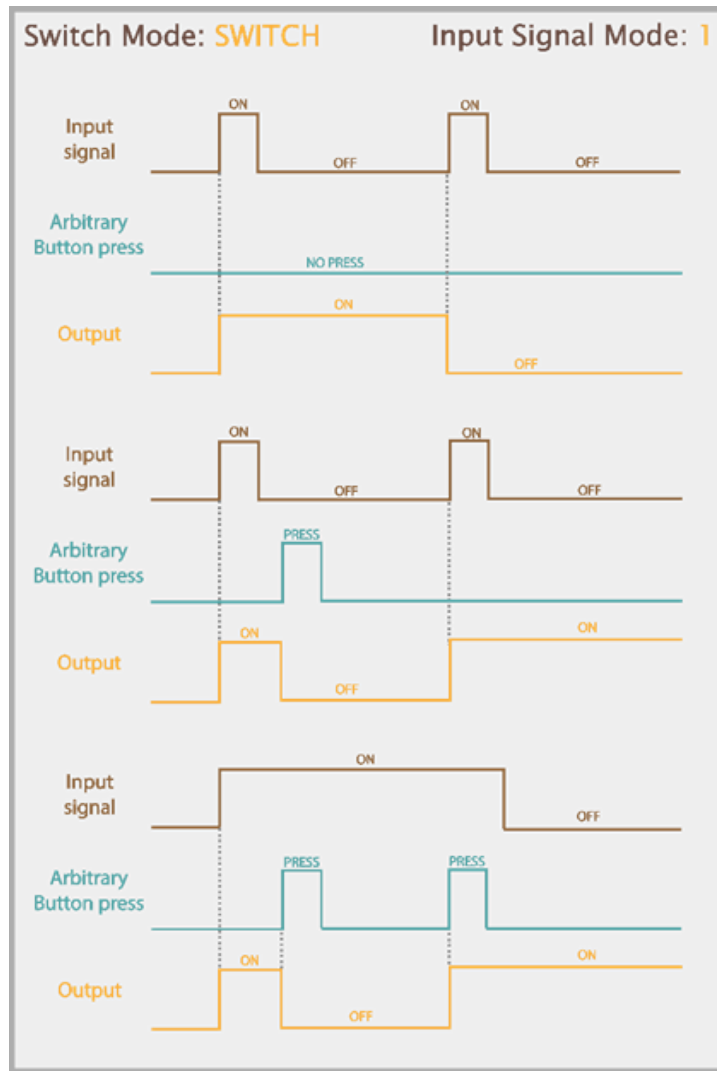 Switch Mode: SWITCH Input Signal Mode: 1
ON ON
Input
signal
OFF OFF
Arbitrary
Button press
NO PRESS
ON
Output
OFF
ON ON
Input
signal
OFF OFF
PRESS
Arbitrary
Button press
ON ON
Output
OFF
ON
Input
signal
OFF
PRESS PRESS
Arbitrary
Button press
ON ON
Output
OFF